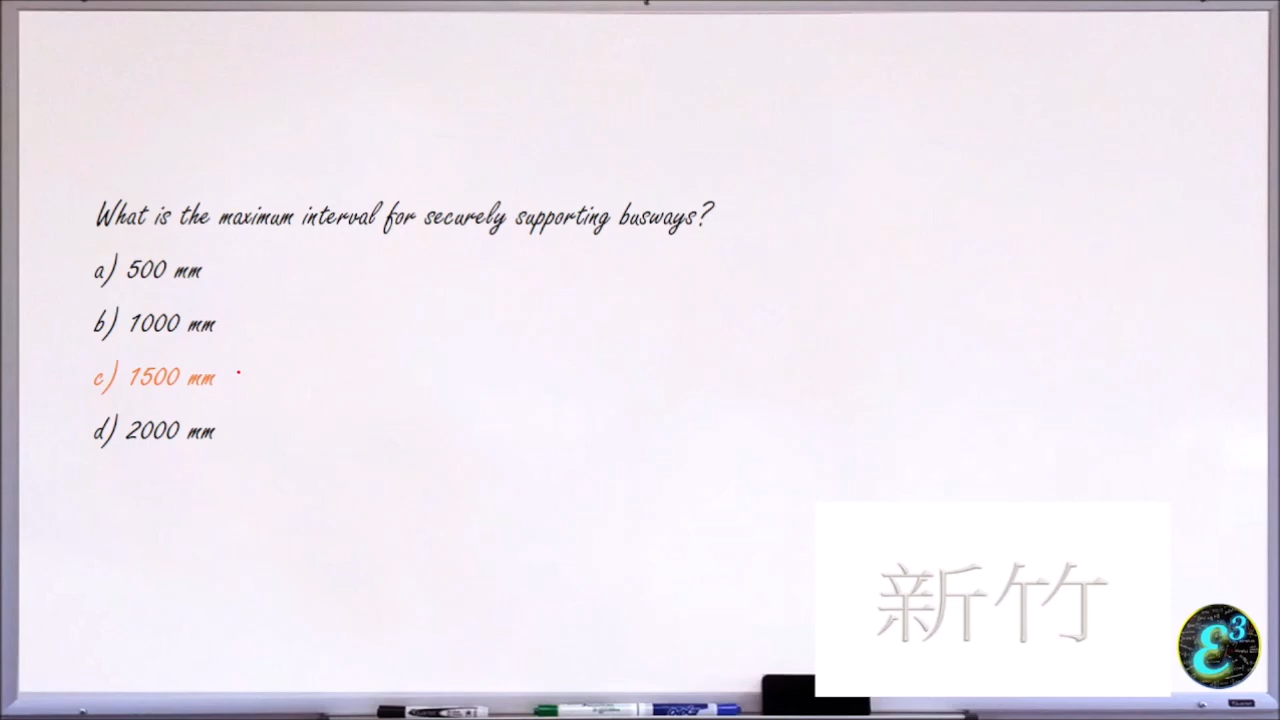 What is the maximum interval for securely supporting busways?
a) 500 mm
b) 1000 mm
c) 1500 mm
d) 2000 mm
新竹
ε3